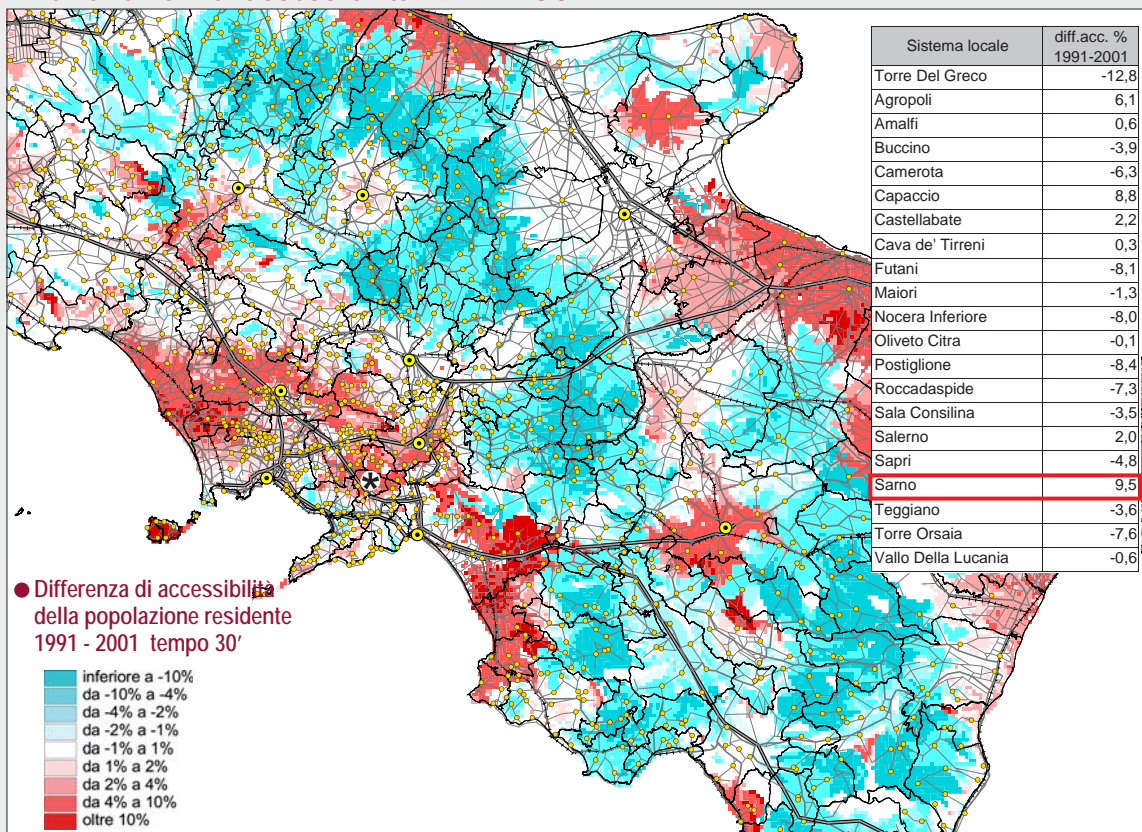 Sistema locale diff.acc. % 1991-2001
Torre Del Greco -12,8
Agropoli 6,1
Amalfi 0,6
Buccino -3,9
Camerota -6,3
Capaccio 8,8
Castellabate 2,2
Cava de' Tirreni 0,3
Futani -8,1
Maiori -1,3
Nocera Inferiore -8,0
Oliveto Citra -0,1
Postiglione -8,4
Roccadaspide -7,3
Sala Consilina -3,5
Salerno 2,0
Sapri -4,8
Sarno 9,5
Teggiano -3,6
Torre Orsaia -7,6
Vallo Della Lucania -0,6
Differenza di accessibilità
della popolazione residente
1991 - 2001 tempo 30'
inferiore a -10%
da -10% a -4%
da -4% a -2%
da -2% a -1%
da -1% a 1%
da 1% a 2%
da 2% a 4%
da 4% a 10%
oltre 10%